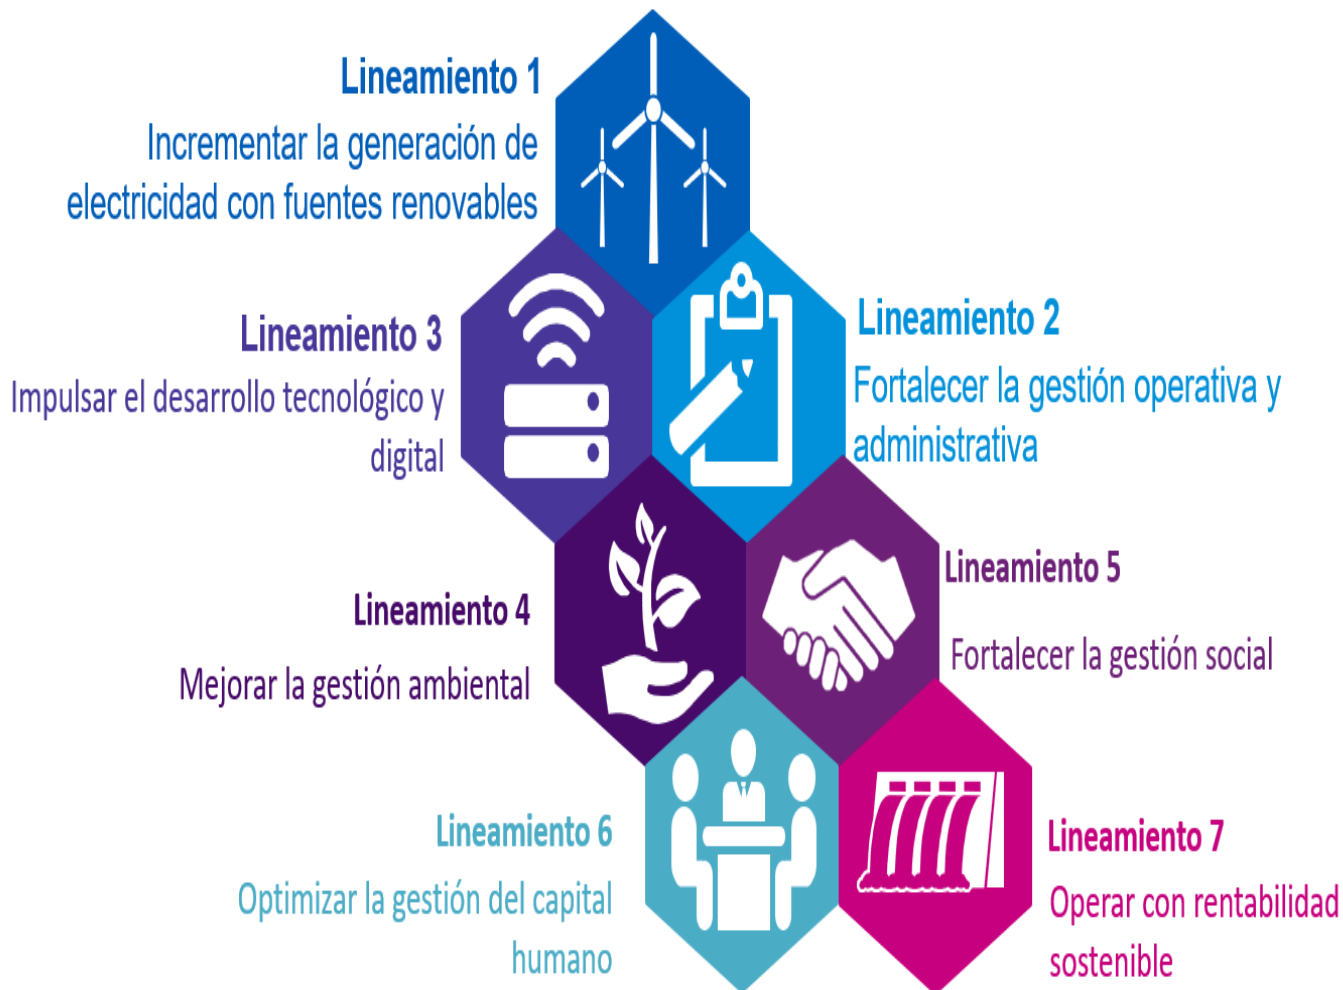 Lineamiento 1
Incrementar la generación de
electricidad con fuentes renovables
Lineamiento 2
Fortalecer la gestión operativa y
administrativa
Lineamiento 3
Impulsar el desarrollo tecnológico y
digital
Lineamiento 4
Mejorar la gestión ambiental
Lineamiento 5
Fortalecer la gestión social
Lineamiento 6
Optimizar la gestión del capital
humano
Lineamiento 7
Operar con rentabilidad
sostenible